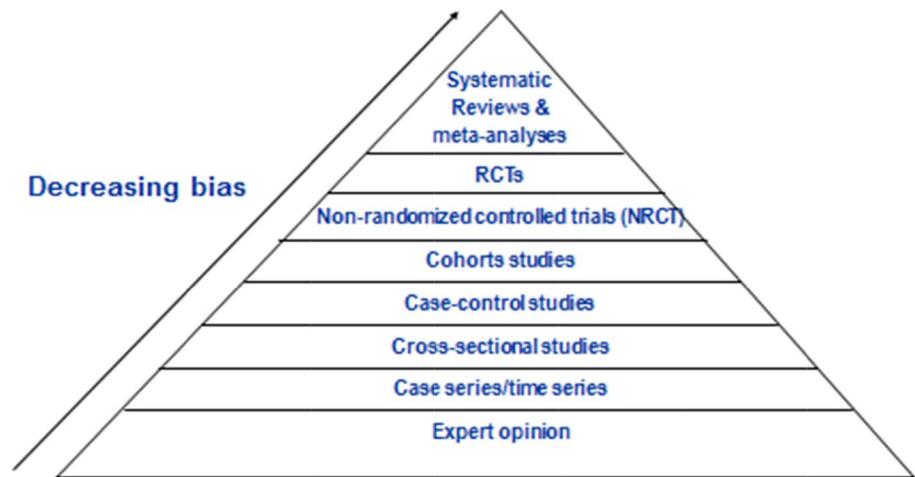 Systematic
Reviews &
meta-analyses
Decreasing bias
RCTs
Non-randomized controlled trials (NRCT)
Cohorts studies
Case-control studies
Cross-sectional studies
Case series/time series
Expert opinion